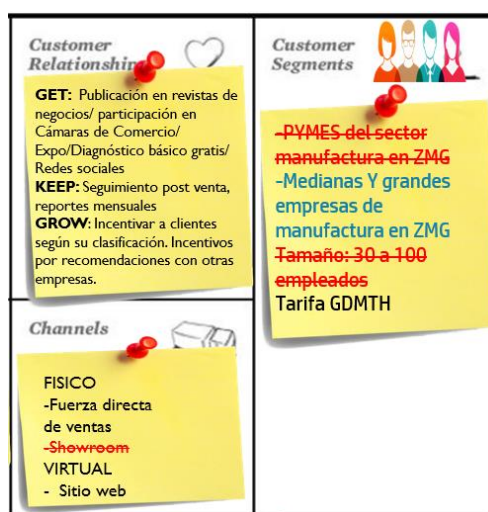 Customer
Relationship
GET: Publicación en revistas de
negocios/ participación en
Cámaras de Comercio/
Expo/Diagnóstico básico gratis/
Redes sociales
KEEP: Seguimiento post venta,
reportes mensuales
GROW: Incentivar a clientes
según su clasificación. Incentivos
por recomendaciones con otras
empresas.
Customer
Segments
-PYMES del sector
manufactura en ZMG
-Medianas Y grandes
empresas de
manufactura en ZMG
Tamaño: 30 a 100
empleados
Tarifa GDMTH
Channels
FISICO
-Fuerza directa
de ventas
-Showroom
VIRTUAL
- Sitio web